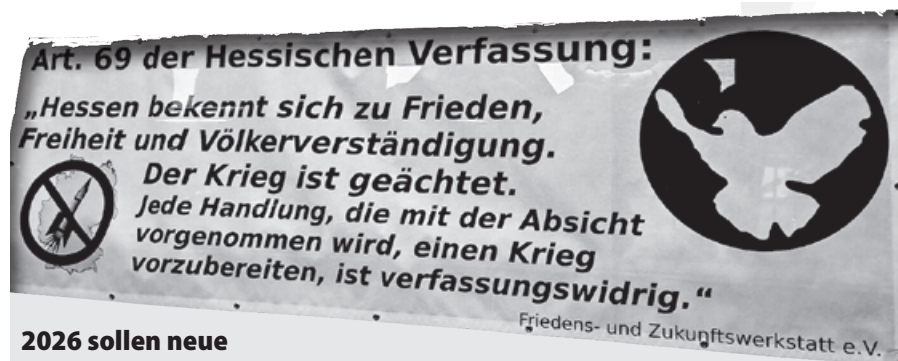 Art. 69 der Hessischen Verfassung:
„Hessen bekennt sich zu Frieden,
Freiheit und Völkerverständigung.
Der Krieg ist geächtet.
Jede Handlung, die mit der Absicht
vorgenommen wird, einen Krieg
vorzubereiten, ist verfassungswidrig.“
Friedens- und Zukunftswerkstatt e.V.
2026 sollen neue